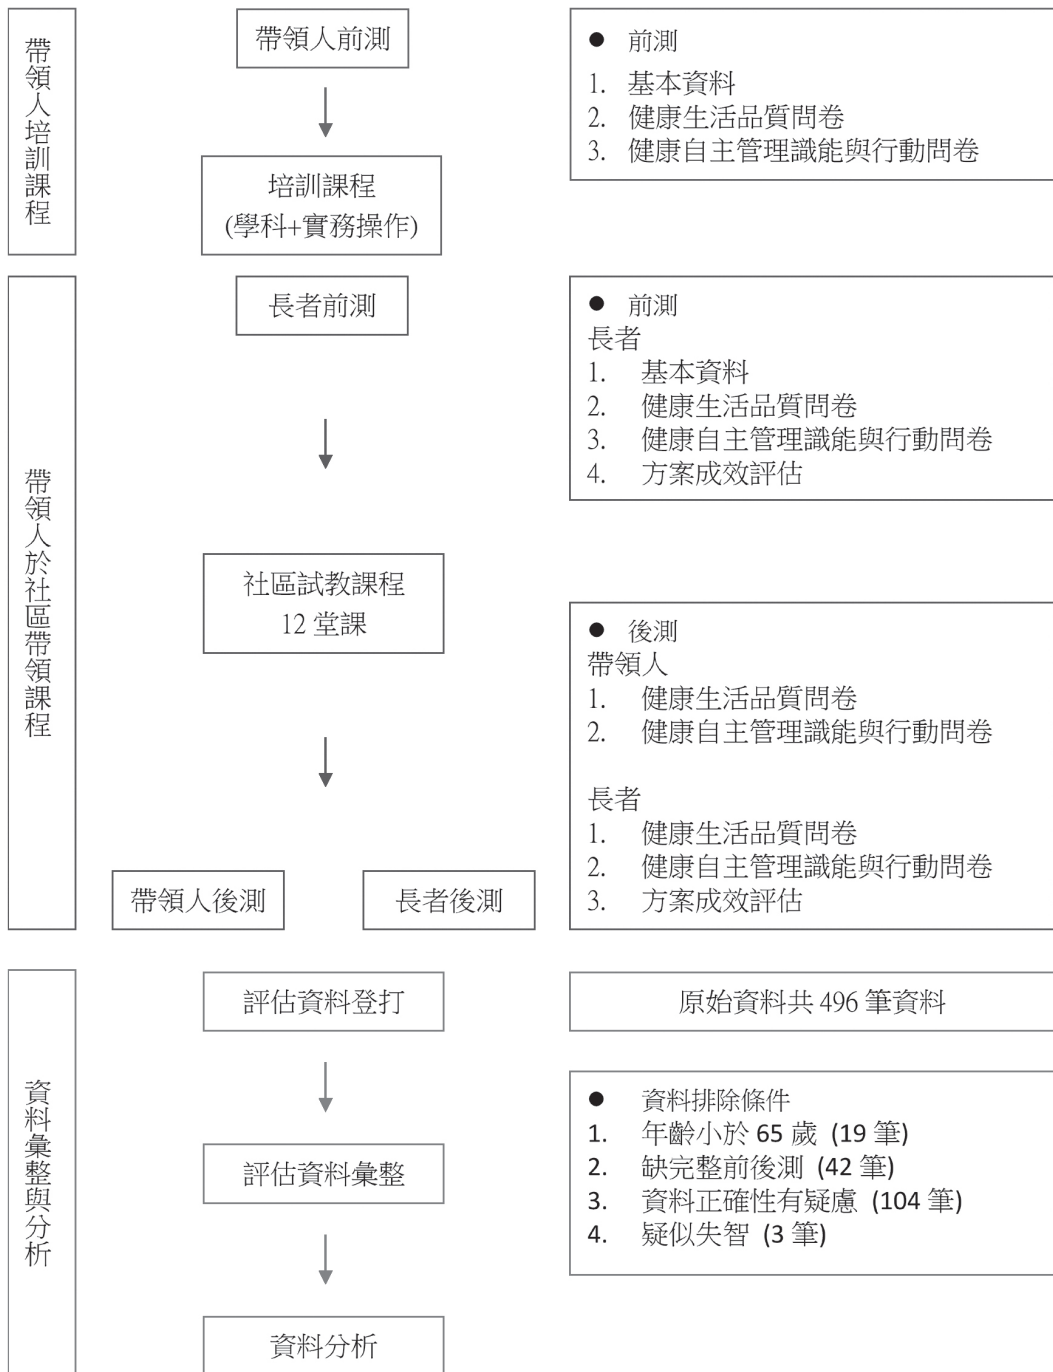 帶領人培訓課程
帶領人前測
培訓課程
(學科+實務操作)
● 前測
1. 基本資料
2. 健康生活品質問卷
3. 健康自主管理識能與行動問卷
帶領人於社區帶領課程
長者前測
社區試教課程
12 堂課
帶領人後測
長者後測
● 前測
長者
1. 基本資料
2. 健康生活品質問卷
3. 健康自主管理識能與行動問卷
4. 方案成效評估
● 後測
帶領人
1. 健康生活品質問卷
2. 健康自主管理識能與行動問卷
長者
1. 健康生活品質問卷
2. 健康自主管理識能與行動問卷
3. 方案成效評估
資料彙整與分析
評估資料登打
評估資料彙整
資料分析
原始資料共 496 筆資料
● 資料排除條件
1. 年齡小於 65 歲 (19 筆)
2. 缺完整前後測 (42 筆)
3. 資料正確性有疑慮 (104 筆)
4. 疑似失智 (3 筆)